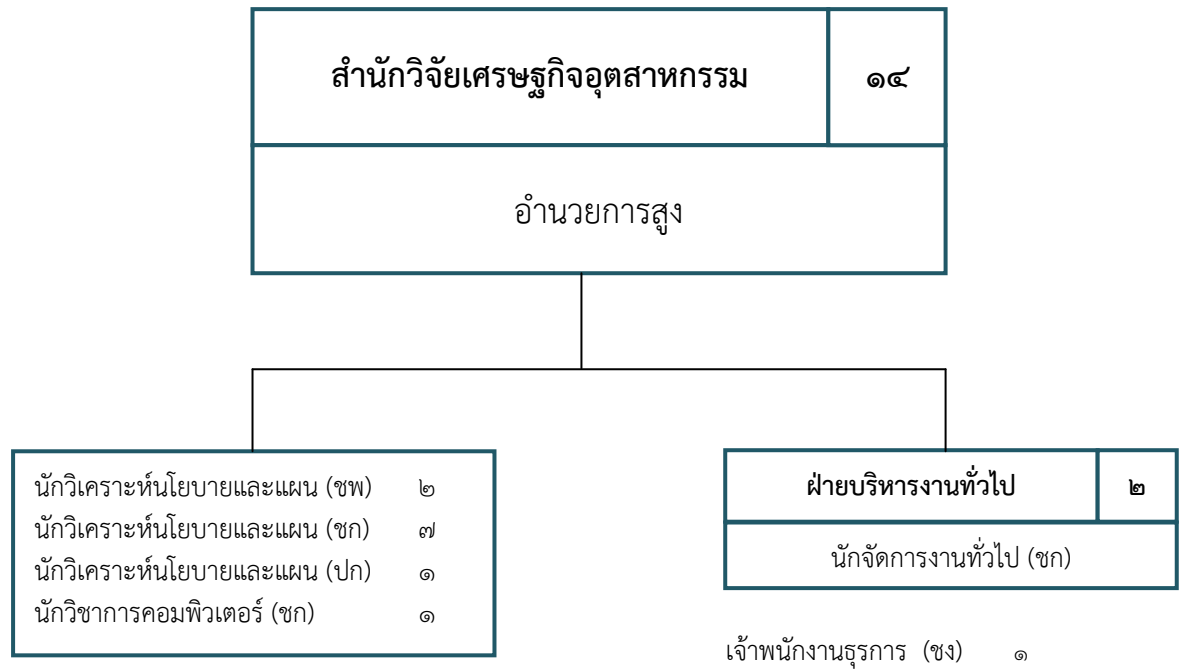 สำนักวิจัยเศรษฐกิจอุตสาหกรรม ๑๔
อำนวยการสูง
นักวิเคราะห์นโยบายและแผน (ชพ) ๒
นักวิเคราะห์นโยบายและแผน (ชก) ๗
นักวิเคราะห์นโยบายและแผน (ปก) ๑
นักวิชาการคอมพิวเตอร์ (ชก) ๑
ฝ่ายบริหารงานทั่วไป ๒
นักจัดการงานทั่วไป (ชก)
เจ้าพนักงานธุรการ (ชง) ๑